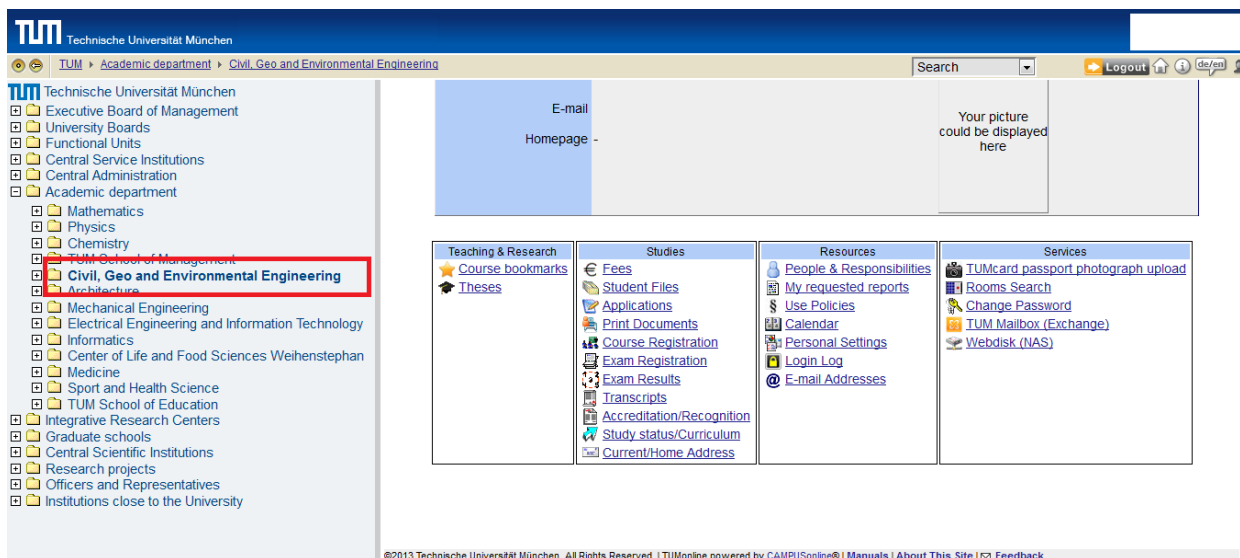 TUM Technische Universität München
TUM ▸ Academic department ▸ Civil, Geo and Environmental Engineering
Search
Logout
de/en
TUM Technische Universität München
Executive Board of Management
University Boards
Functional Units
Central Service Institutions
Central Administration
Academic department
Mathematics
Physics
Chemistry
TUM School of Management
Civil, Geo and Environmental Engineering
Architecture
Mechanical Engineering
Electrical Engineering and Information Technology
Informatics
Center of Life and Food Sciences Weihenstephan
Medicine
Sport and Health Science
TUM School of Education
Integrative Research Centers
Graduate schools
Central Scientific Institutions
Research projects
Officers and Representatives
Institutions close to the University
E-mail
Homepage -
Your picture
could be displayed
here
Teaching & Research
Course bookmarks
Theses
Studies
Fees
Student Files
Applications
Print Documents
Course Registration
Exam Registration
Exam Results
Transcripts
Accreditation/Recognition
Study status/Curriculum
Current/Home Address
Resources
People & Responsibilities
My requested reports
Use Policies
Calendar
Personal Settings
Login Log
E-mail Addresses
Services
TUMcard passport photograph upload
Rooms Search
Change Password
TUM Mailbox (Exchange)
Webdisk (NAS)
©2013 Technische Universität München. All Rights Reserved. | TUMonline powered by CAMPUSonline® | Manuals | About This Site | Feedback